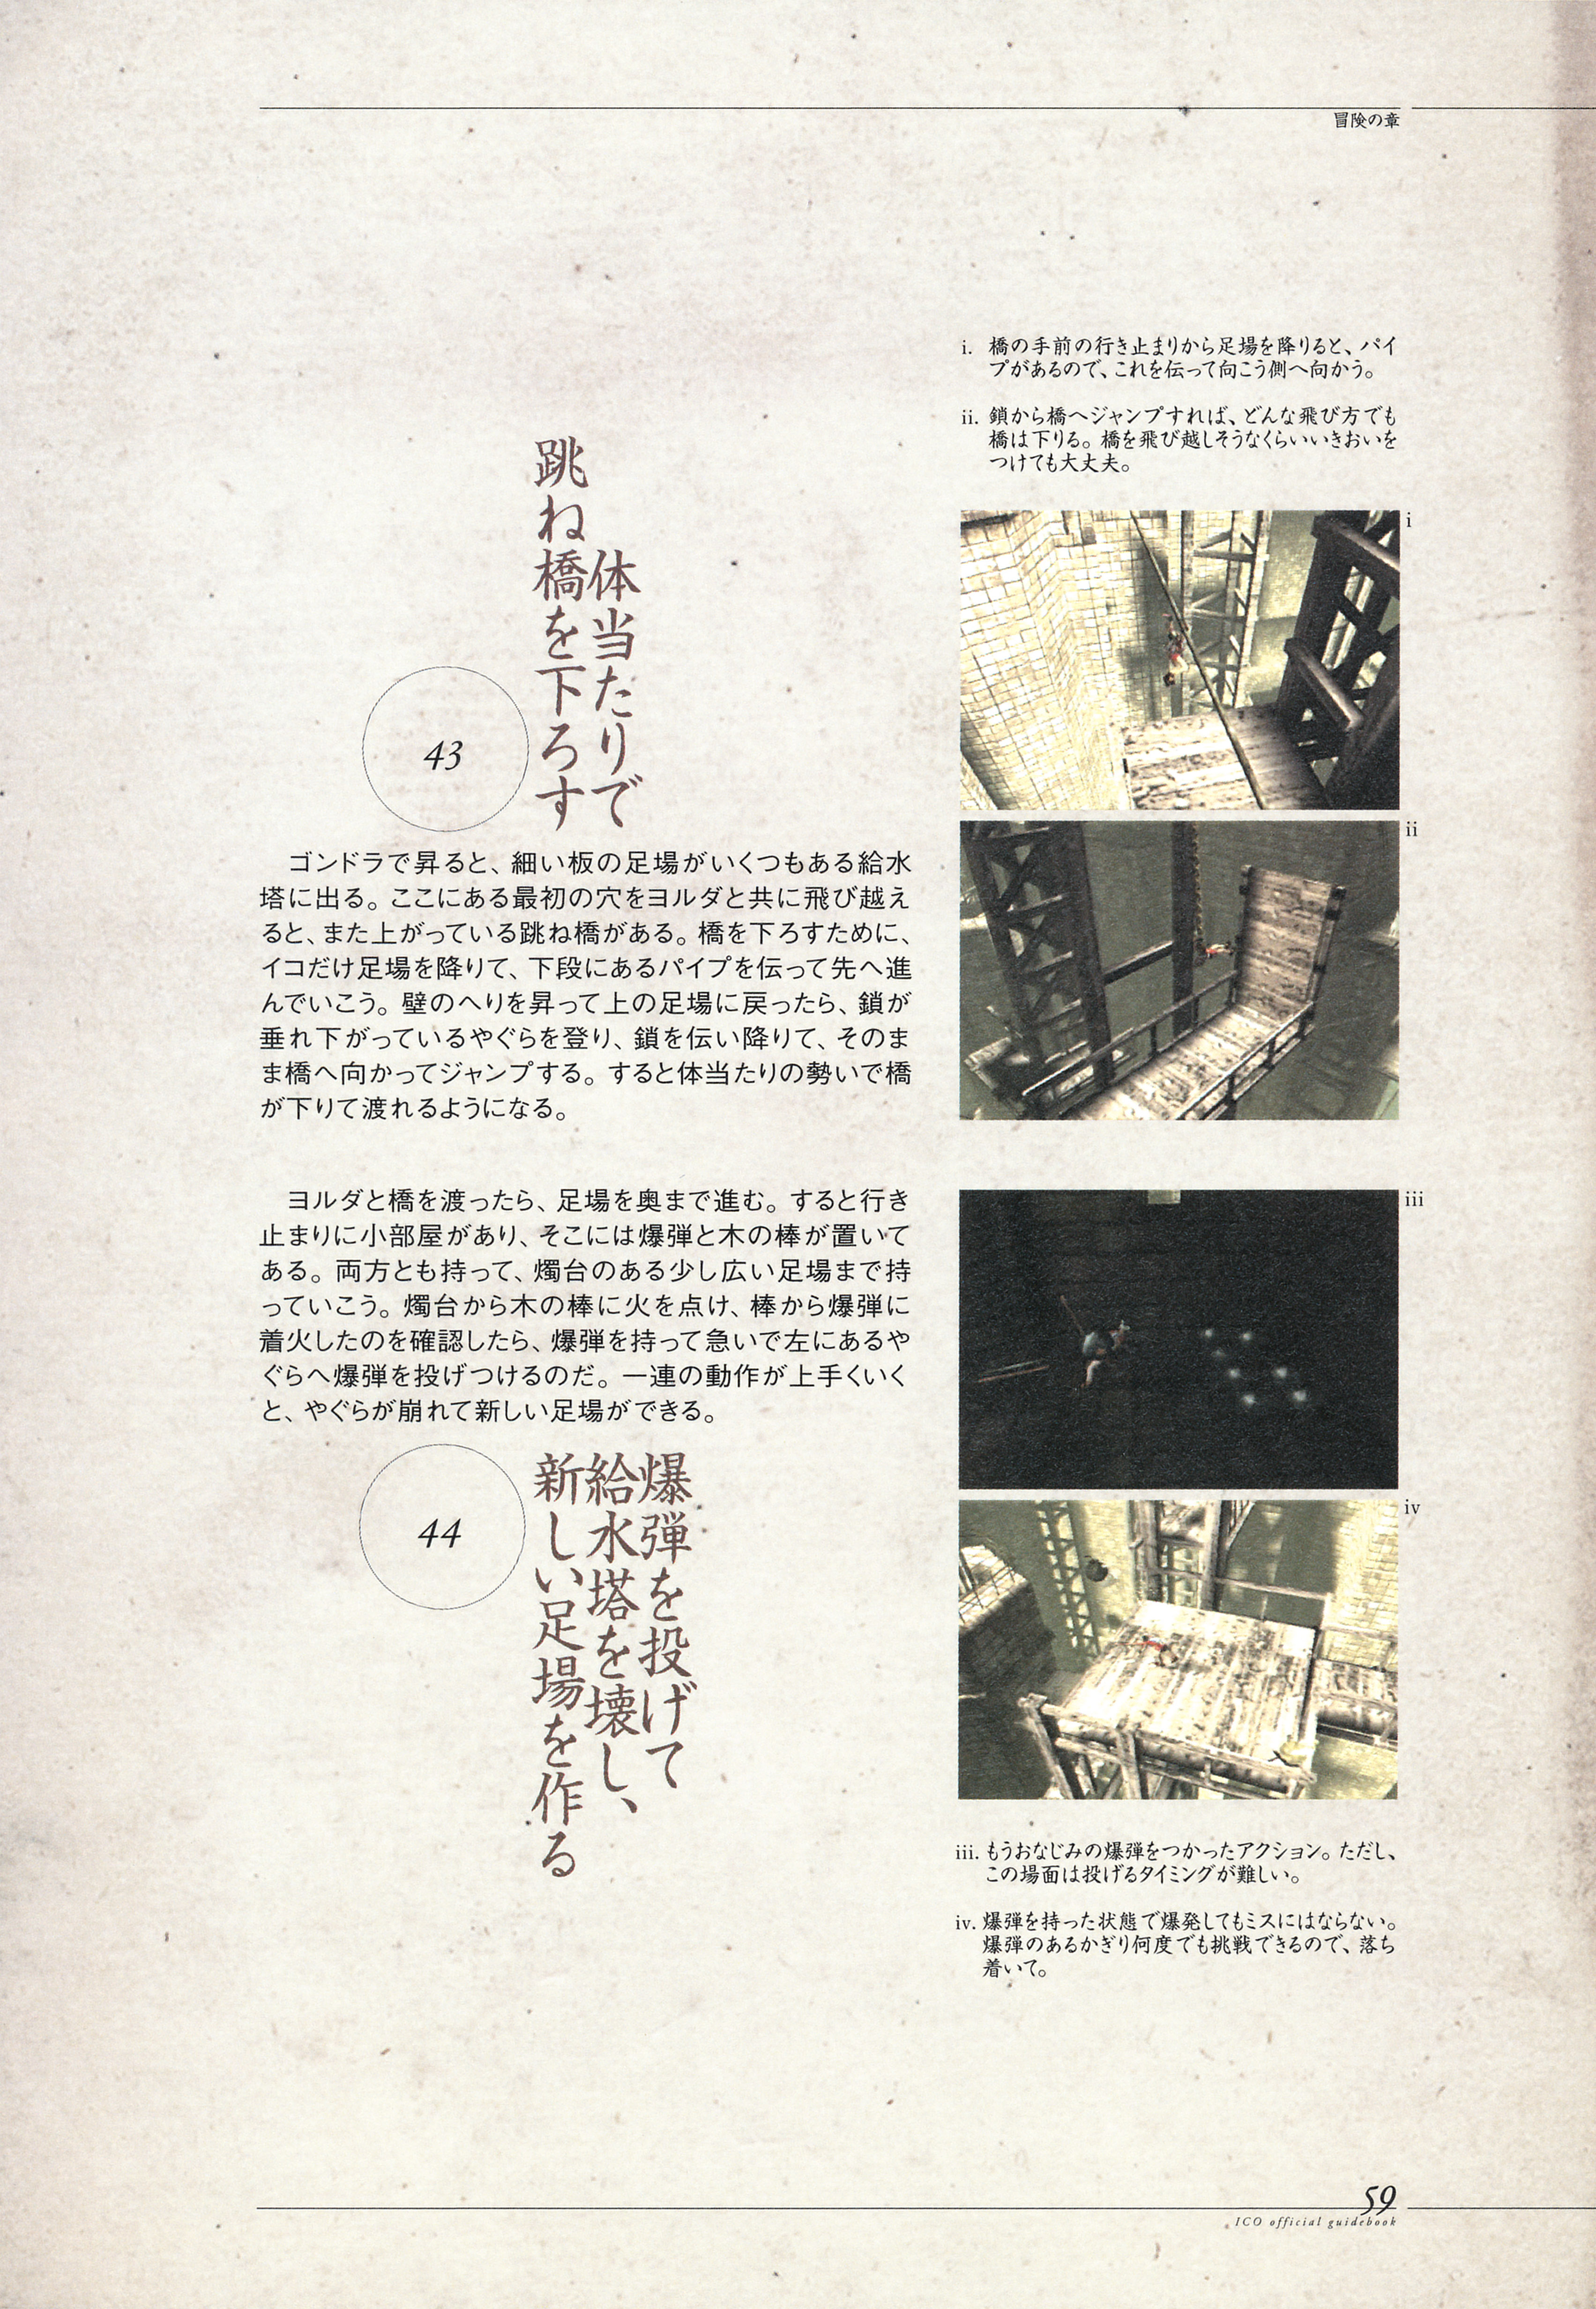 冒険の章
i. 橋の手前の行き止まりから足場を降りると、パイ
プがあるので、これを伝って向こう側へ向かう。
ii. 鎖から橋へジャンプすれば、どんな飛び方でも
橋は下りる。橋を飛び越しそうなくらいいきおいを
つけても大丈夫。
i
ii
体当たりで
跳ね橋を下ろす
43
ゴンドラで昇ると、細い板の足場がいくつもある給水
塔に出る。ここにある最初の穴をヨルダと共に飛び越え
ると、また上がっている跳ね橋がある。橋を下ろすために、
イコだけ足場を降りて、下段にあるパイプを伝って先へ進
んでいこう。壁のへりを昇って上の足場に戻ったら、鎖が
垂れ下がっているやぐらを登り、鎖を伝い降りて、そのま
ま橋へ向かってジャンプする。すると体当たりの勢いで橋
が下りて渡れるようになる。
ヨルダと橋を渡ったら、足場を奥まで進む。すると行き
止まりに小部屋があり、そこには爆弾と木の棒が置いて
ある。両方とも持って、燭台のある少し広い足場まで持
っていこう。燭台から木の棒に火を点け、棒から爆弾に
着火したのを確認したら、爆弾を持って急いで左にあるや
ぐらへ爆弾を投げつけるのだ。一連の動作が上手くいく
と、やぐらが崩れて新しい足場ができる。
44
爆弾を投げて
給水塔を壊し、
新しい足場を作る
iii
iv
iii. もうおなじみの爆弾をつかったアクション。ただし、
この場面は投げるタイミングが難しい。
iv. 爆弾を持った状態で爆発してもミスにはならない。
爆弾のあるかぎり何度でも挑戦できるので、落ち
着いて。
59
ICO official guidebook